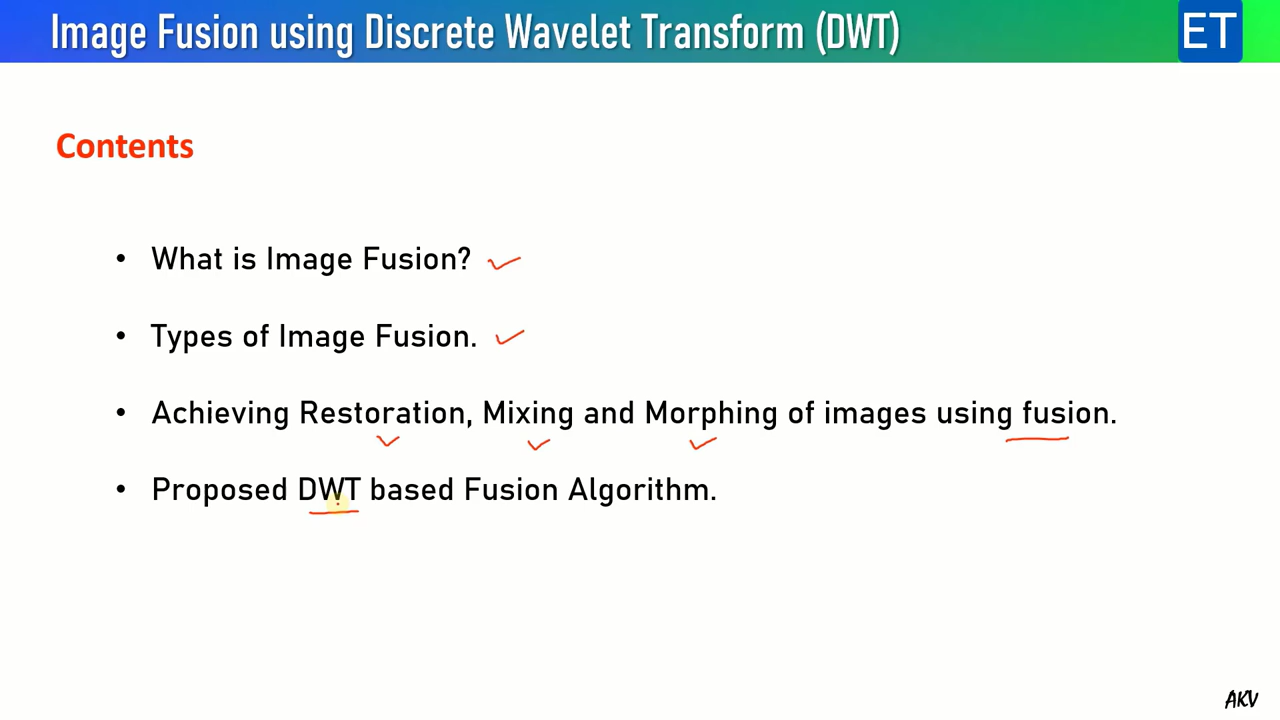 Image Fusion using Discrete Wavelet Transform (DWT)
ET
Contents
• What is Image Fusion?
• Types of Image Fusion.
• Achieving Restoration, Mixing and Morphing of images using fusion.
• Proposed DWT based Fusion Algorithm.
AKV